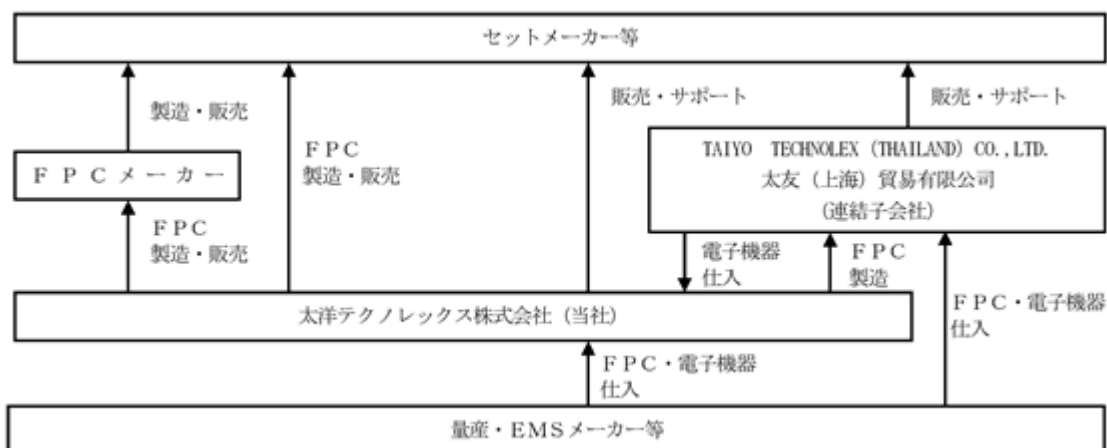 セットメーカー等
製造・販売
ＦＰＣメーカー
ＦＰＣ
製造・販売
ＦＰＣ
製造・販売
販売・サポート
販売・サポート
TAIYO TECHNOLEX (THAILAND) CO.,LTD.
太友（上海）貿易有限公司
（連結子会社）
電子機器
仕入
ＦＰＣ
製造
ＦＰＣ・電子機器
仕入
太洋テクノレックス株式会社（当社）
ＦＰＣ・電子機器
仕入
量産・EMSメーカー等